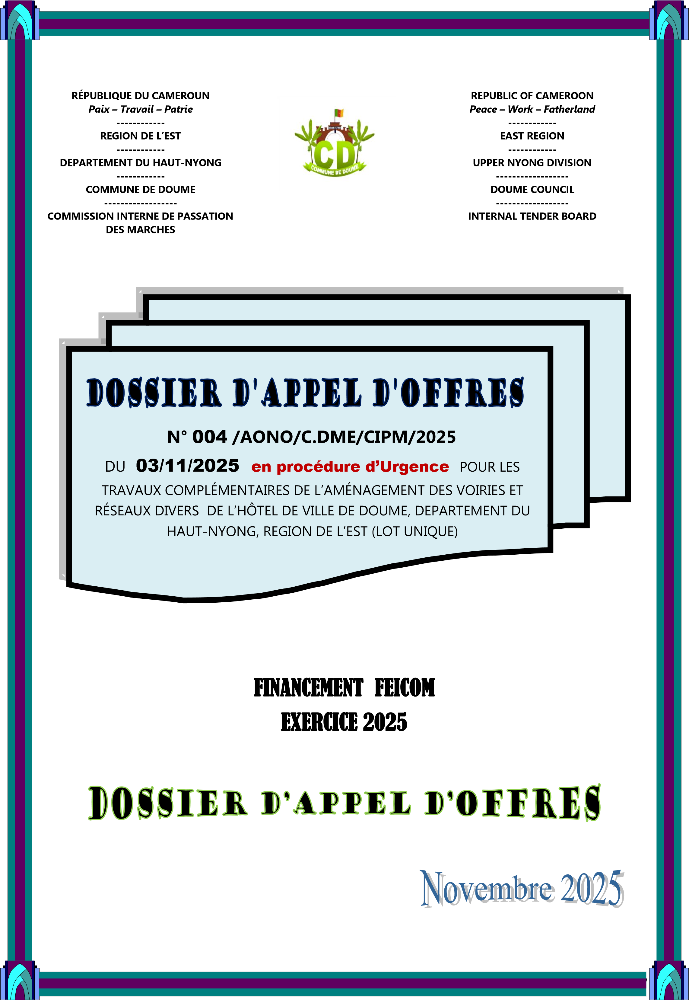 RÉPUBLIQUE DU CAMEROUN
Paix – Travail – Patrie
------------
REGION DE L’EST
------------
DEPARTEMENT DU HAUT-NYONG
------------
COMMUNE DE DOUME
------------------
COMMISSION INTERNE DE PASSATION
DES MARCHES
CD
COMMUNE DE DOUME
REPUBLIC OF CAMEROON
Peace – Work – Fatherland
------------
EAST REGION
------------
UPPER NYONG DIVISION
------------------
DOUME COUNCIL
------------------
INTERNAL TENDER BOARD
DOSSIER D'APPEL D'OFFRES
N° 004 /AONO/C.DME/CIPM/2025
DU 03/11/2025 en procédure d’Urgence POUR LES
TRAVAUX COMPLÉMENTAIRES DE L’AMÉNAGEMENT DES VOIRIES ET
RÉSEAUX DIVERS DE L’HÔTEL DE VILLE DE DOUME, DEPARTEMENT DU
HAUT-NYONG, REGION DE L’EST (LOT UNIQUE)
FINANCEMENT FEICOM
EXERCICE 2025
DOSSIER D’APPEL D’OFFRES
Novembre 2025